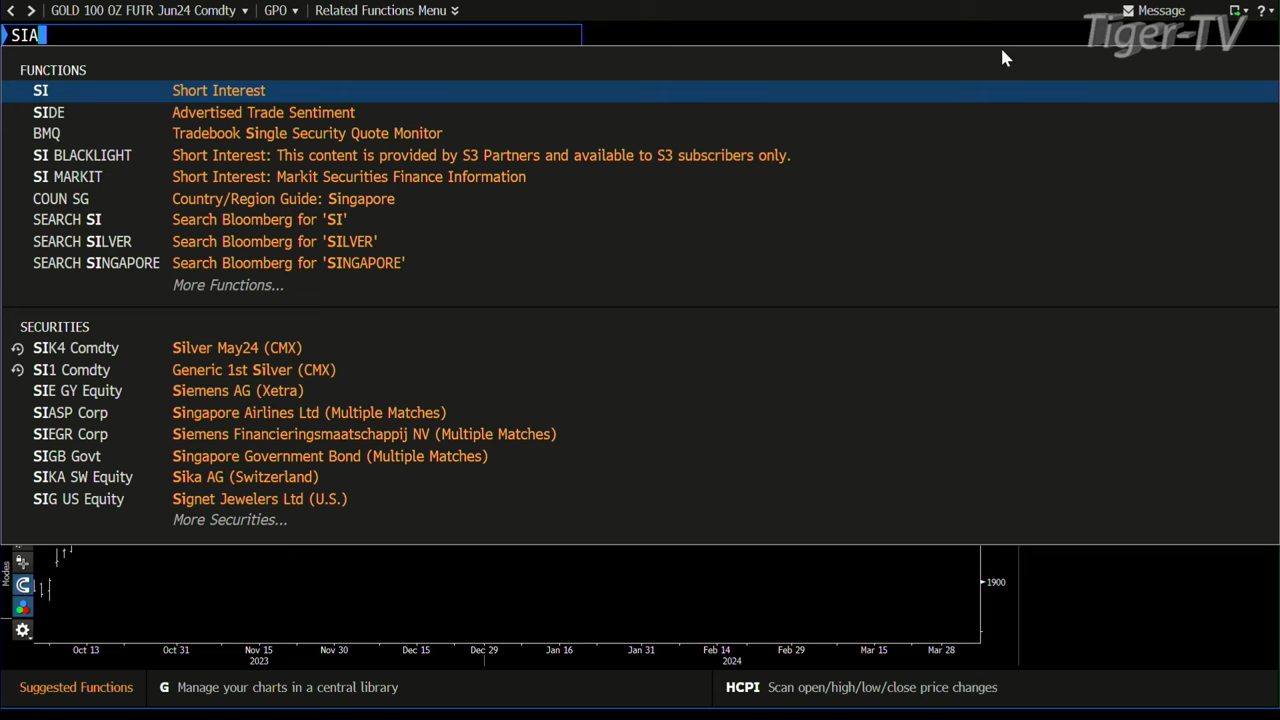 GOLD 100 OZ FUTR Jun24 Comdty GPO Related Functions Menu Message ?
Tiger-TV
SIA
FUNCTIONS
SI Short Interest
SIDE Advertised Trade Sentiment
BMQ Tradebook Single Security Quote Monitor
SI BLACKLIGHT Short Interest: This content is provided by S3 Partners and available to S3 subscribers only.
SI MARKIT Short Interest: Markit Securities Finance Information
COUN SG Country/Region Guide: Singapore
SEARCH SI Search Bloomberg for 'SI'
SEARCH SILVER Search Bloomberg for 'SILVER'
SEARCH SINGAPORE Search Bloomberg for 'SINGAPORE'
More Functions...
SECURITIES
SIK4 Comdty Silver May24 (CMX)
SI1 Comdty Generic 1st Silver (CMX)
SIE GY Equity Siemens AG (Xetra)
SIASP Corp Singapore Airlines Ltd (Multiple Matches)
SIEGR Corp Siemens Financieringsmaatschappij NV (Multiple Matches)
SIGB Govt Singapore Government Bond (Multiple Matches)
SIKA SW Equity Sika AG (Switzerland)
SIG US Equity Signet Jewelers Ltd (U.S.)
More Securities...
Modes
1900
Oct 13 Oct 31 Nov 15 Nov 30 Dec 15 Dec 29 Jan 16 Jan 31 Feb 14 Feb 29 Mar 15 Mar 28
2023 2024
Suggested Functions G Manage your charts in a central library HCPI Scan open/high/low/close price changes